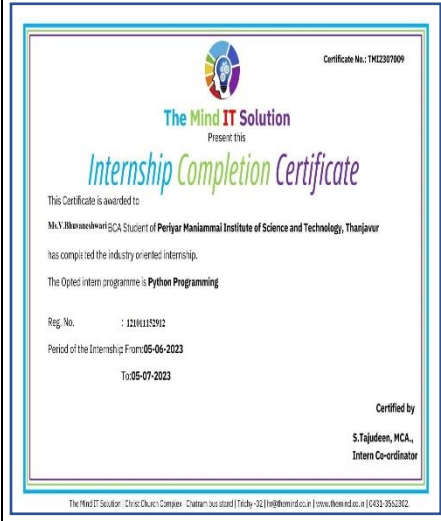 Certificate No.: TMI2307009
The Mind IT Solution
Present this
Internship Completion Certificate
This Certificate is awarded to
Ms.V.Bhuvaneshwari BCA Student of Periyar Maniammai Institute of Science and Technology, Thanjavur
has completed the industry oriented internship.
The Opted intern programme is Python Programming
Reg. No. : 121011152912
Period of the Internship From:05-06-2023
To:05-07-2023
Certified by
S.Tajudeen, MCA.,
Intern Co-ordinator
The Mind IT Solution | Christ Church Complex Chatram bus stand | Trichy -02 | hr@themind.co.in | www.themind.co.in | 0431-3562302.